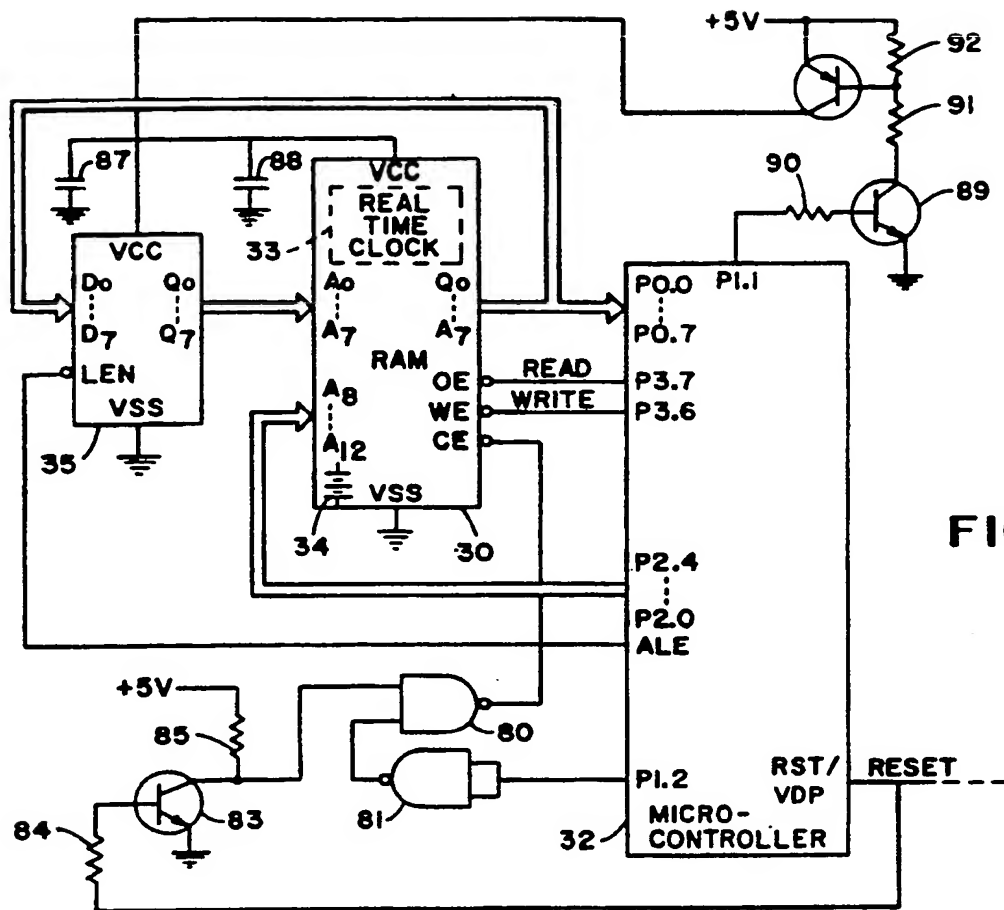 +5V
92
91
87
88
VCC
REAL
TIME
CLOCK
33
90
89
VCC
P1.1
D0 Q0
D7 Q7
A0 Q0
A7 A7
P0.0
P0.7
RAM
LEN
OE READ P3.7
A8
WE WRITE P3.6
VSS
CE
A12
35
VSS
34
30
FI
P2.4
P2.0
ALE
+5V
85
80
P1.2
RST/
VDP
RESET
84
83
81
32
MICRO-
CONTROLLER